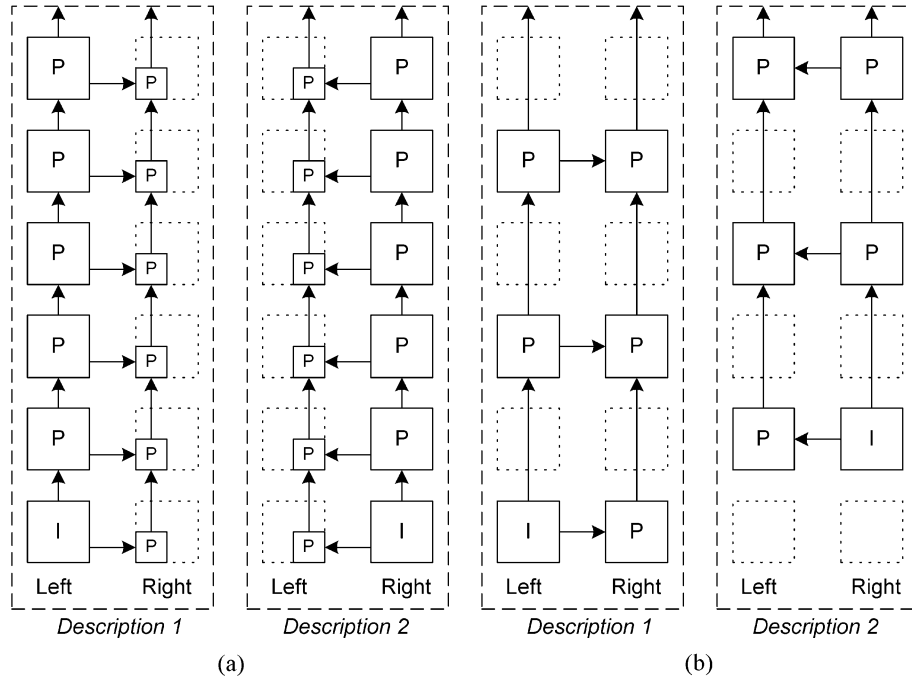 P P P P P P
P P P P P P
P P P P P P
P P P P P P
P P P P P I
I P P I I P
Left Right Left Right Left Right Left Right
Description 1 Description 2 Description 1 Description 2
(a) (b)